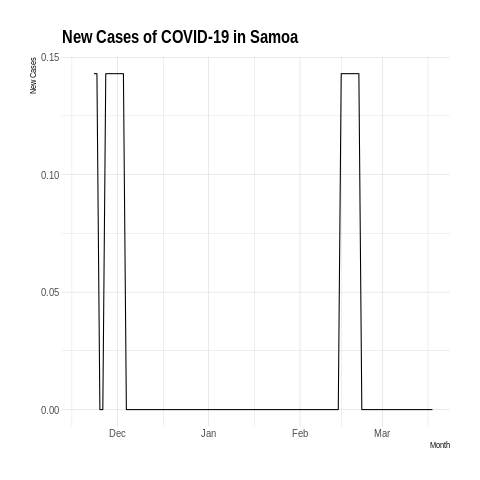 New Cases of COVID-19 in Samoa
New Cases
0.15
0.10
0.05
0.00
Dec Jan Feb Mar
Month